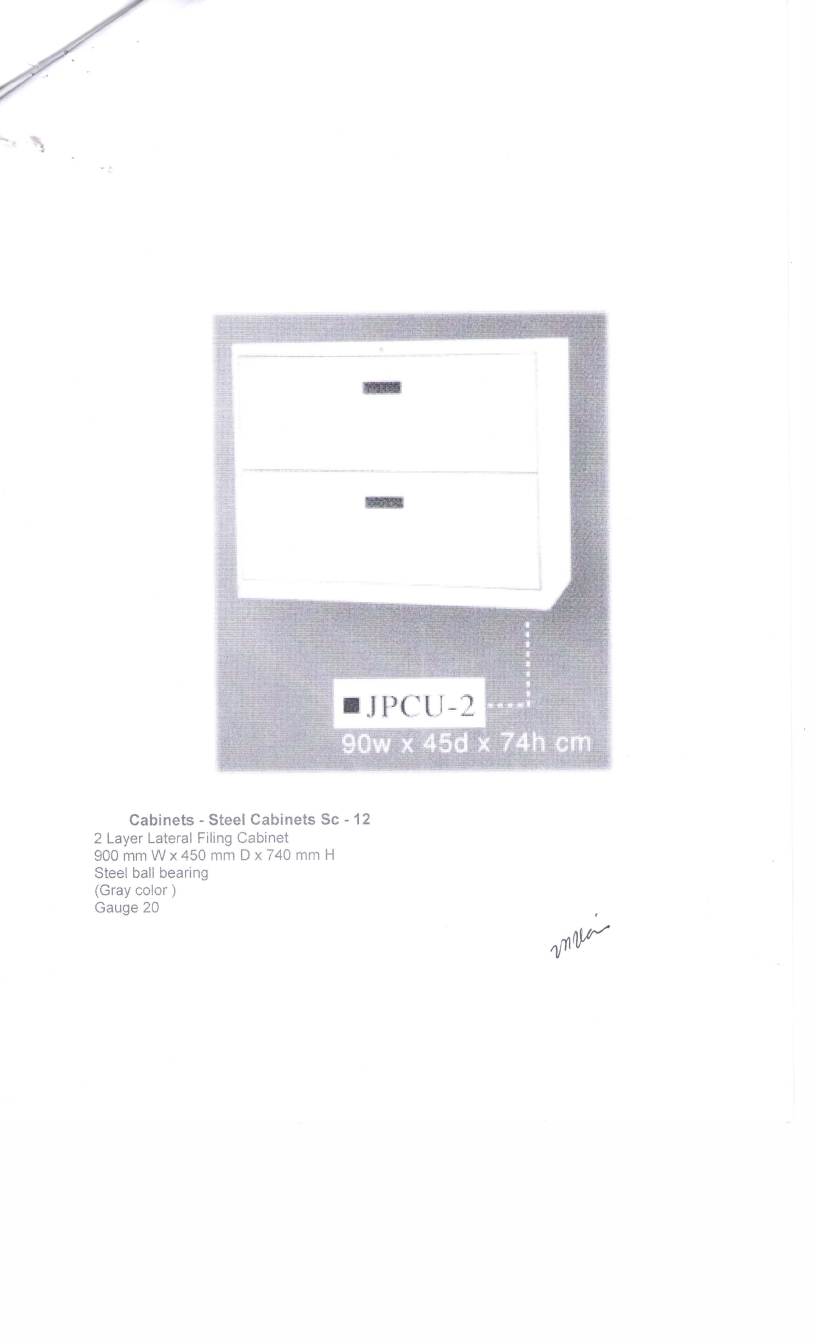 ■JPCU-2
90w x 45d x 74h cm
Cabinets - Steel Cabinets Sc - 12
2 Layer Lateral Filing Cabinet
900 mm W x 450 mm D x 740 mm H
Steel ball bearing
(Gray color )
Gauge 20